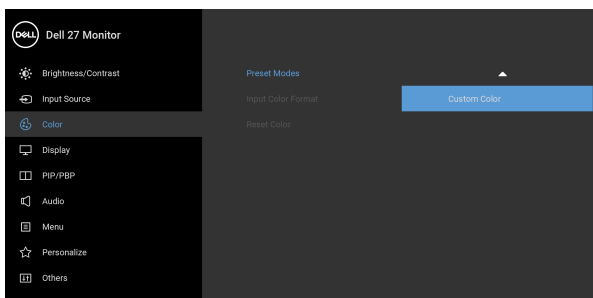 DELL
Dell 27 Monitor
Brightness/Contrast
Input Source
Color
Display
PIP/PBP
Audio
Menu
Personalize
Others
Preset Modes
Input Color Format
Custom Color
Reset Color